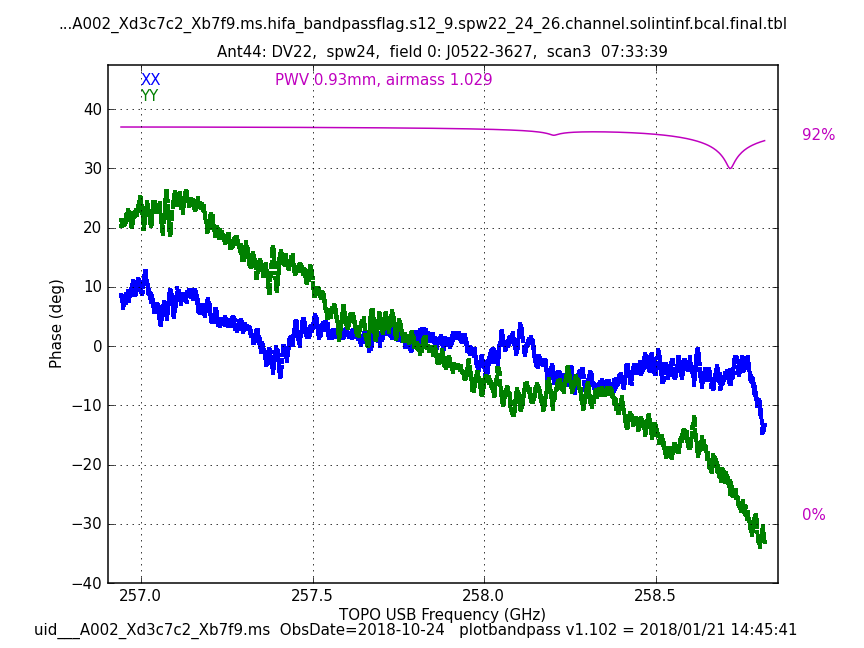 ...A002_Xd3c7c2_Xb7f9.ms.hifa_bandpassflag.s12_9.spw22_24_26.channel.solintinf.bcal.final.tbl
Ant44: DV22,  spw24,  field 0: J0522-3627,  scan3  07:33:39
XX
PWV 0.93mm, airmass 1.029
YY
40
92%
30
20
10
Phase (deg)
0
−10
−20
−30
0%
−40
257.0
257.5
258.0
258.5
TOPO USB Frequency (GHz)
uid___A002_Xd3c7c2_Xb7f9.ms  ObsDate=2018-10-24   plotbandpass v1.102 = 2018/01/21 14:45:41